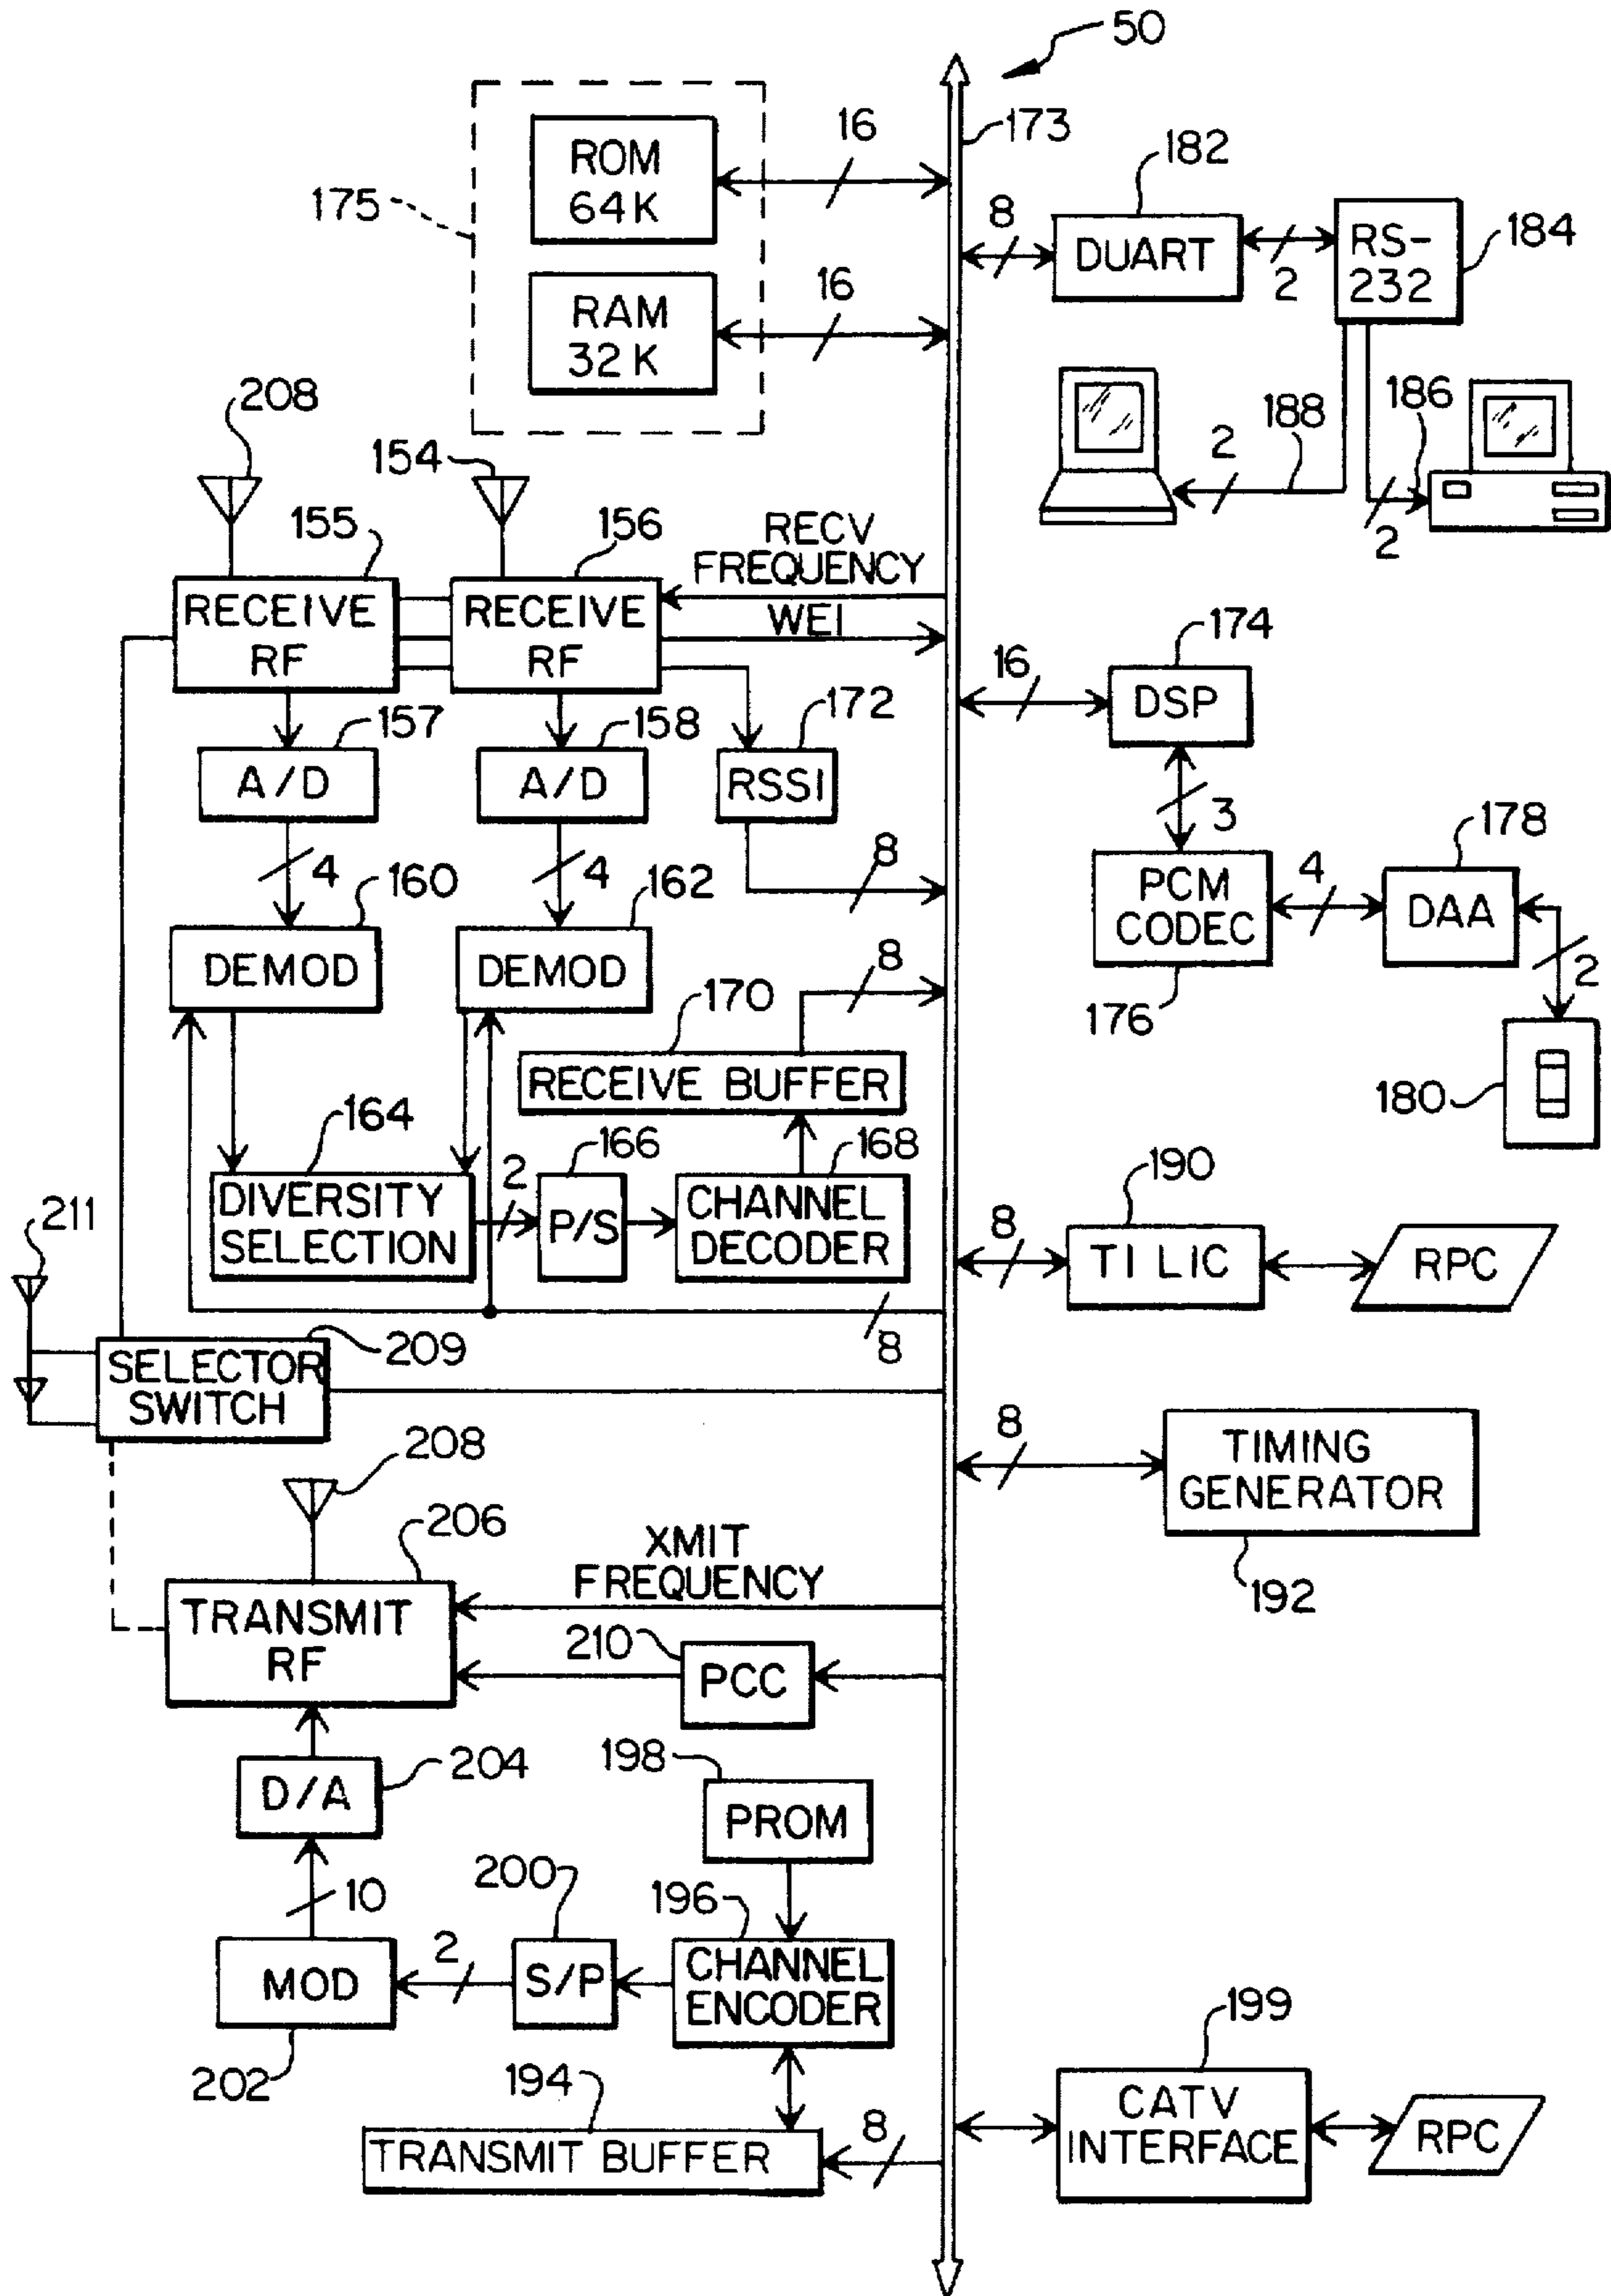 50
173
ROM
64K
16
175
RAM
32K
16
182
8
DUART
2
RS-
232
184
188
2
186
2
208
154
155
156
RECV
FREQUENCY
WEI
RECEIVE
RF
RECEIVE
RF
157
158
172
A/D
A/D
RSSI
4
160
4
162
8
DEMOD
DEMOD
16
174
DSP
3
178
PCM
CODEC
4
DAA
176
2
180
170
8
RECEIVE BUFFER
164
2
166
168
DIVERSITY
SELECTION
P/S
CHANNEL
DECODER
8
190
8
TI LIC
RPC
211
209
SELECTOR
SWITCH
8
TIMING
GENERATOR
192
208
206
XMIT
FREQUENCY
TRANSMIT
RF
210
PCC
D/A
204
198
PROM
10
200
196
MOD
2
S/P
CHANNEL
ENCODER
202
194
TRANSMIT BUFFER
8
199
CATV
INTERFACE
RPC